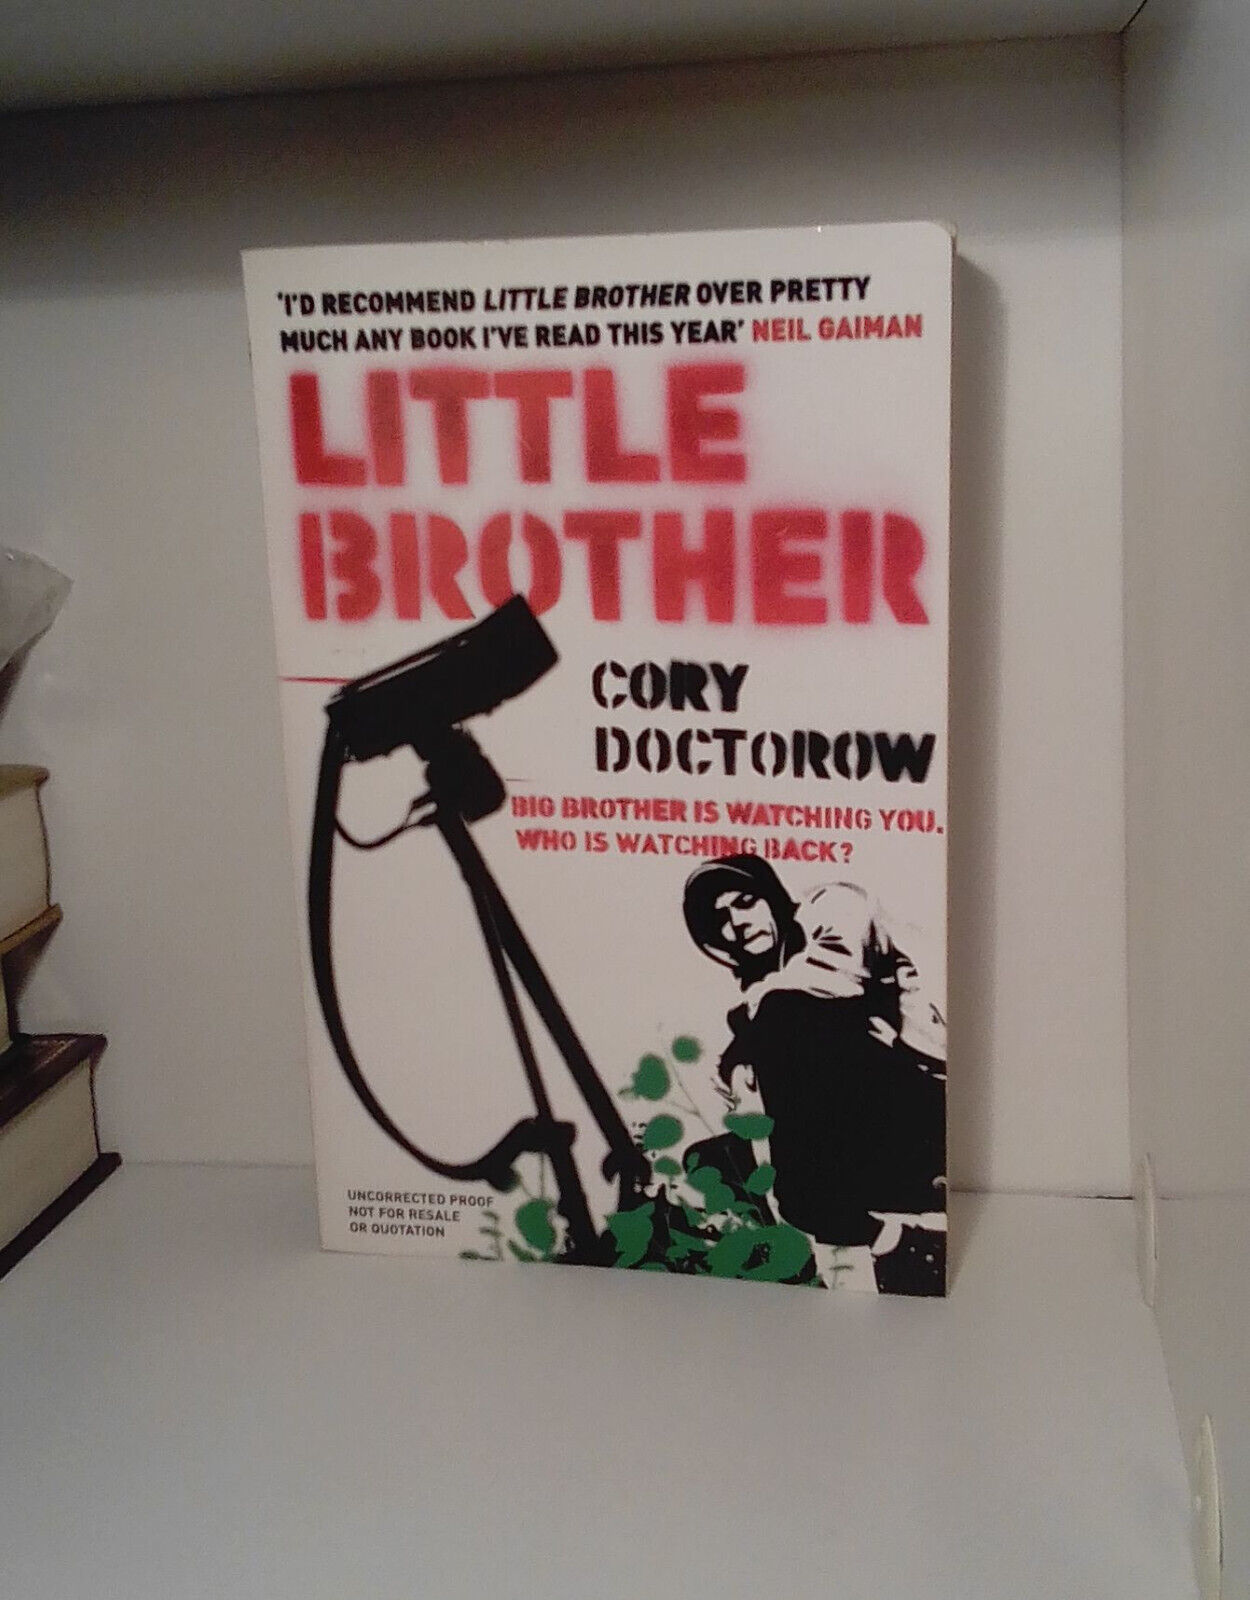 'I'D RECOMMEND LITTLE BROTHER OVER PRETTY
MUCH ANY BOOK I'VE READ THIS YEAR' NEIL GAIMAN
LITTLE
BROTHER
CORY
DOCTOROW
BIG BROTHER IS WATCHING YOU.
WHO IS WATCHING BACK?
UNCORRECTED PROOF
NOT FOR RESALE
OR QUOTATION